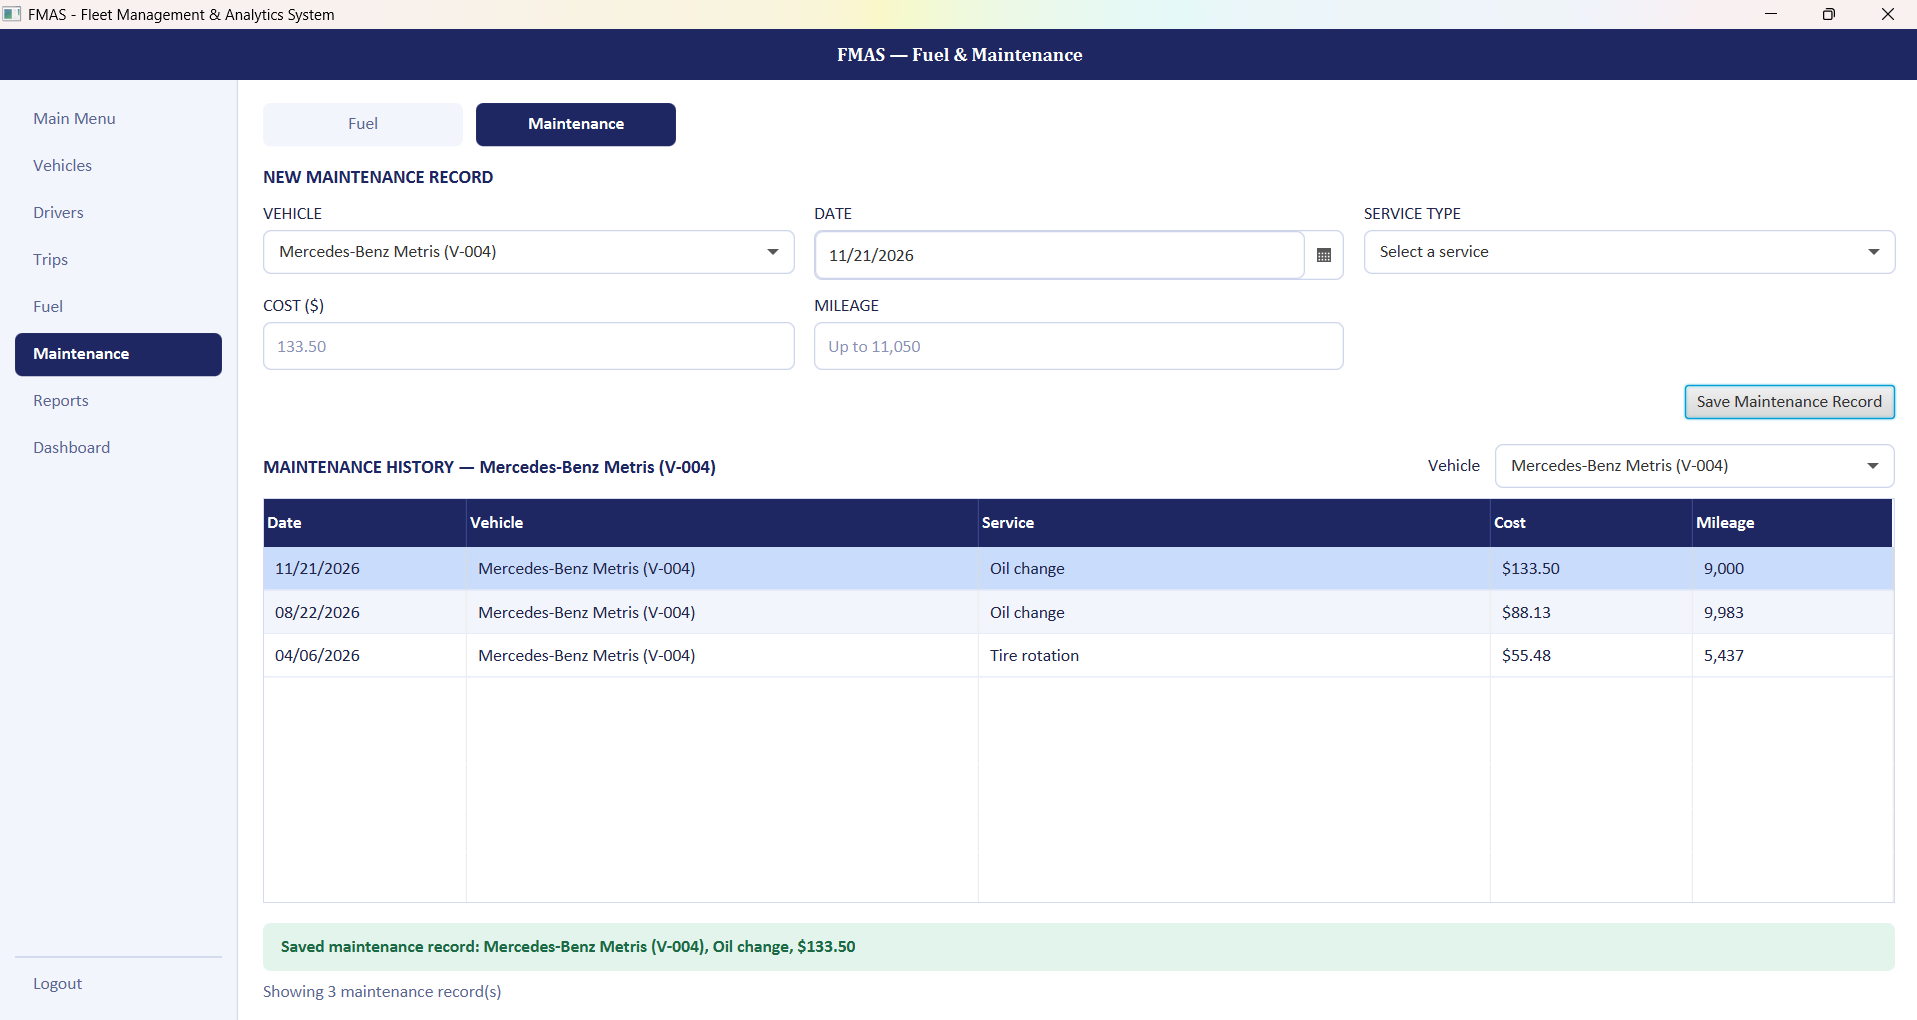 FMAS - Fleet Management & Analytics System
FMAS — Fuel & Maintenance
Main Menu
Vehicles
Drivers
Trips
Fuel
Maintenance
Reports
Dashboard
Logout
Fuel
Maintenance
NEW MAINTENANCE RECORD
VEHICLE
DATE
SERVICE TYPE
Mercedes-Benz Metris (V-004)
11/21/2026
Select a service
COST ($)
MILEAGE
133.50
Up to 11,050
Save Maintenance Record
MAINTENANCE HISTORY — Mercedes-Benz Metris (V-004)
Vehicle
Mercedes-Benz Metris (V-004)
Date Vehicle Service Cost Mileage
11/21/2026 Mercedes-Benz Metris (V-004) Oil change $133.50 9,000
08/22/2026 Mercedes-Benz Metris (V-004) Oil change $88.13 9,983
04/06/2026 Mercedes-Benz Metris (V-004) Tire rotation $55.48 5,437
Saved maintenance record: Mercedes-Benz Metris (V-004), Oil change, $133.50
Showing 3 maintenance record(s)